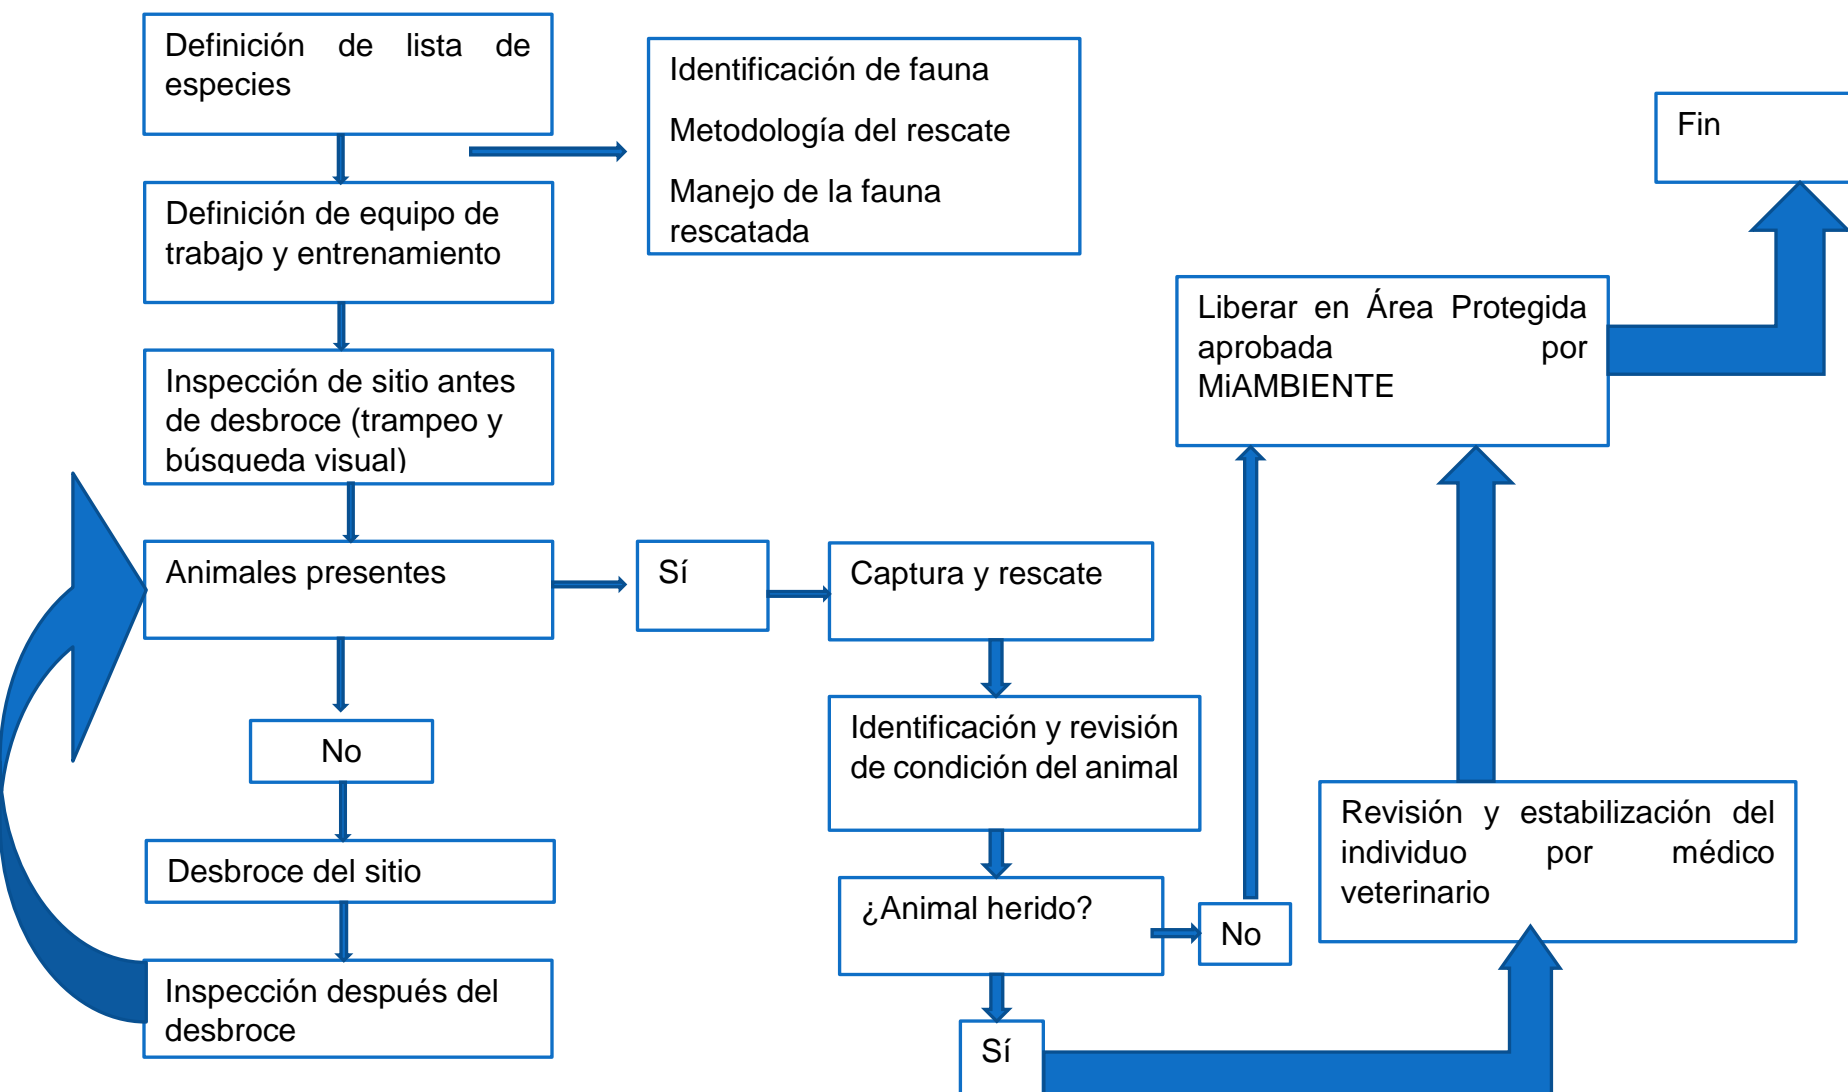 Definición de lista de
especies
Identificación de fauna
Metodología del rescate
Manejo de la fauna
rescatada
Fin
Definición de equipo de
trabajo y entrenamiento
Liberar en Área Protegida
aprobada por
MiAMBIENTE
Inspección de sitio antes
de desbroce (trampeo y
búsqueda visual)
Animales presentes
Sí
Captura y rescate
No
Identificación y revisión
de condición del animal
Desbroce del sitio
Revisión y estabilización del
individuo por médico
veterinario
¿Animal herido?
No
Inspección después del
desbroce
Sí